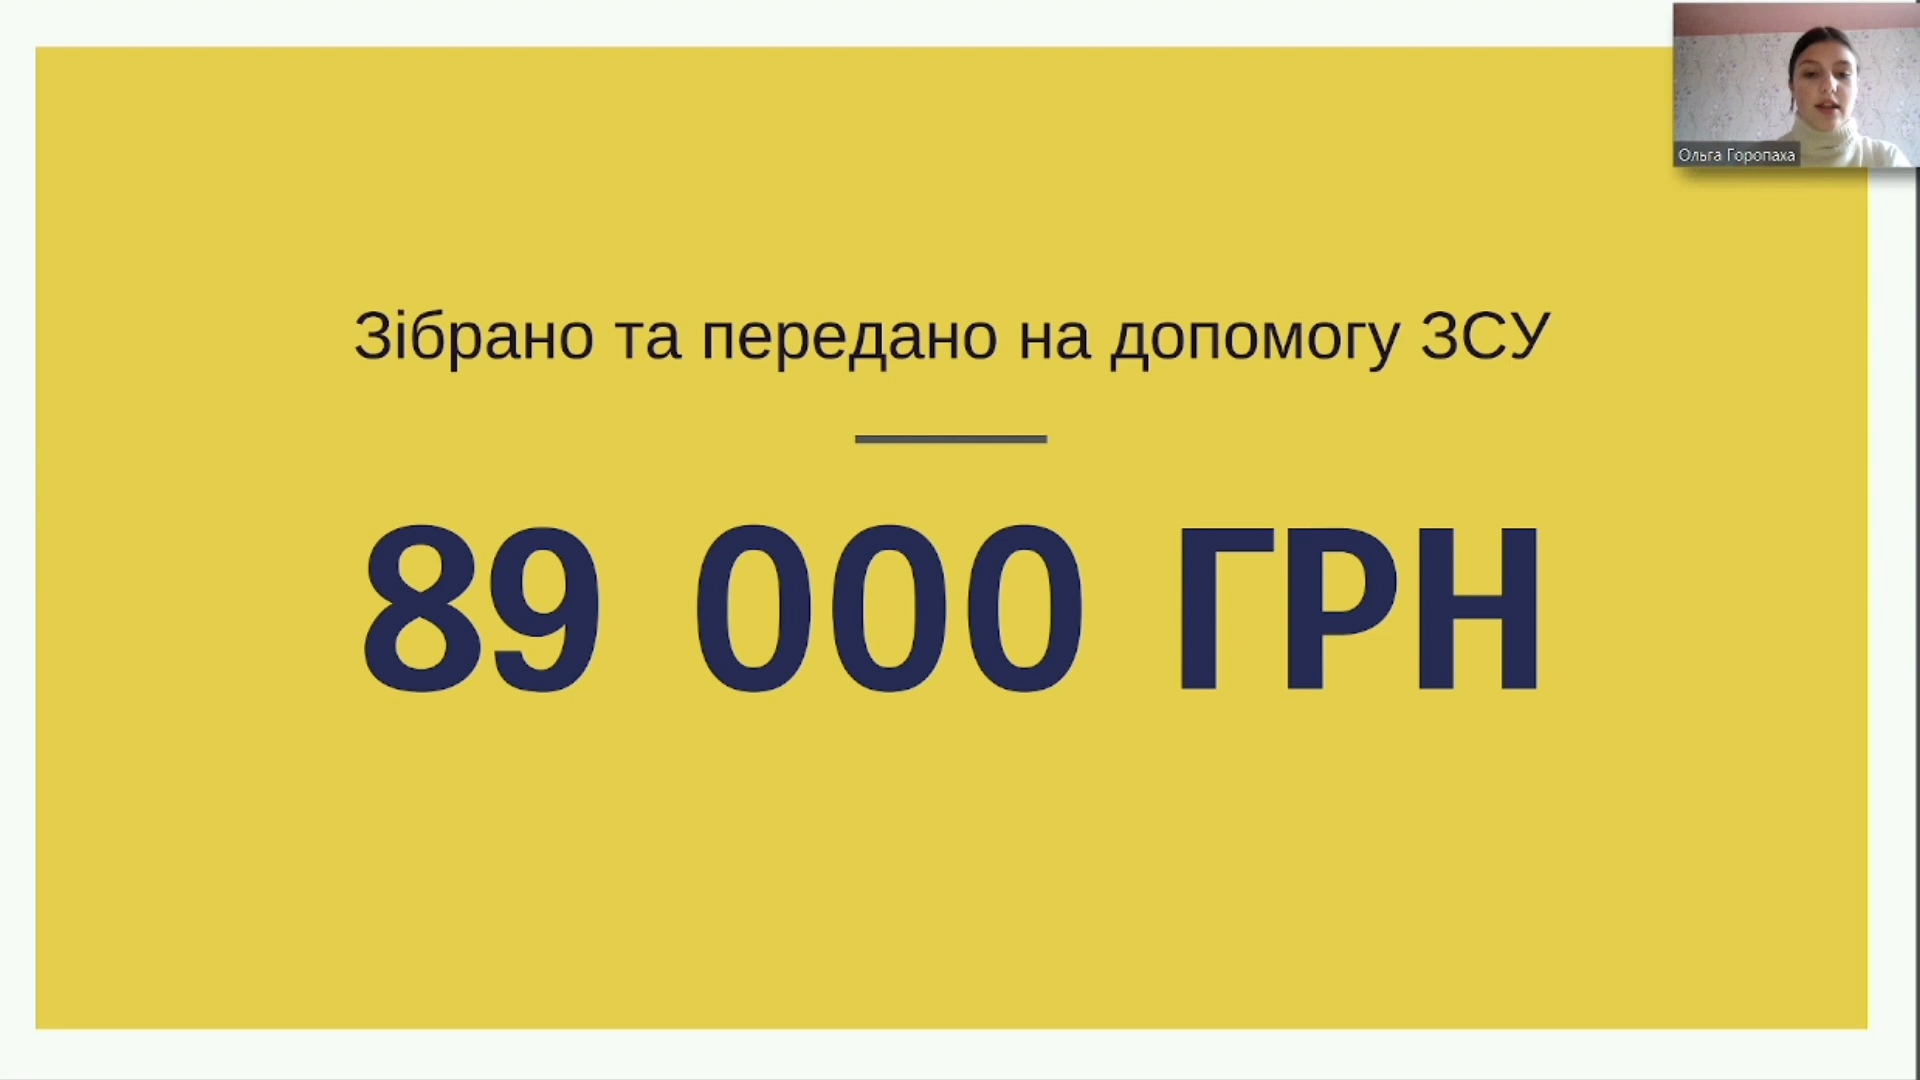 Ольга Горопаха
Зібрано та передано на допомогу ЗСУ
89 000 ГРН